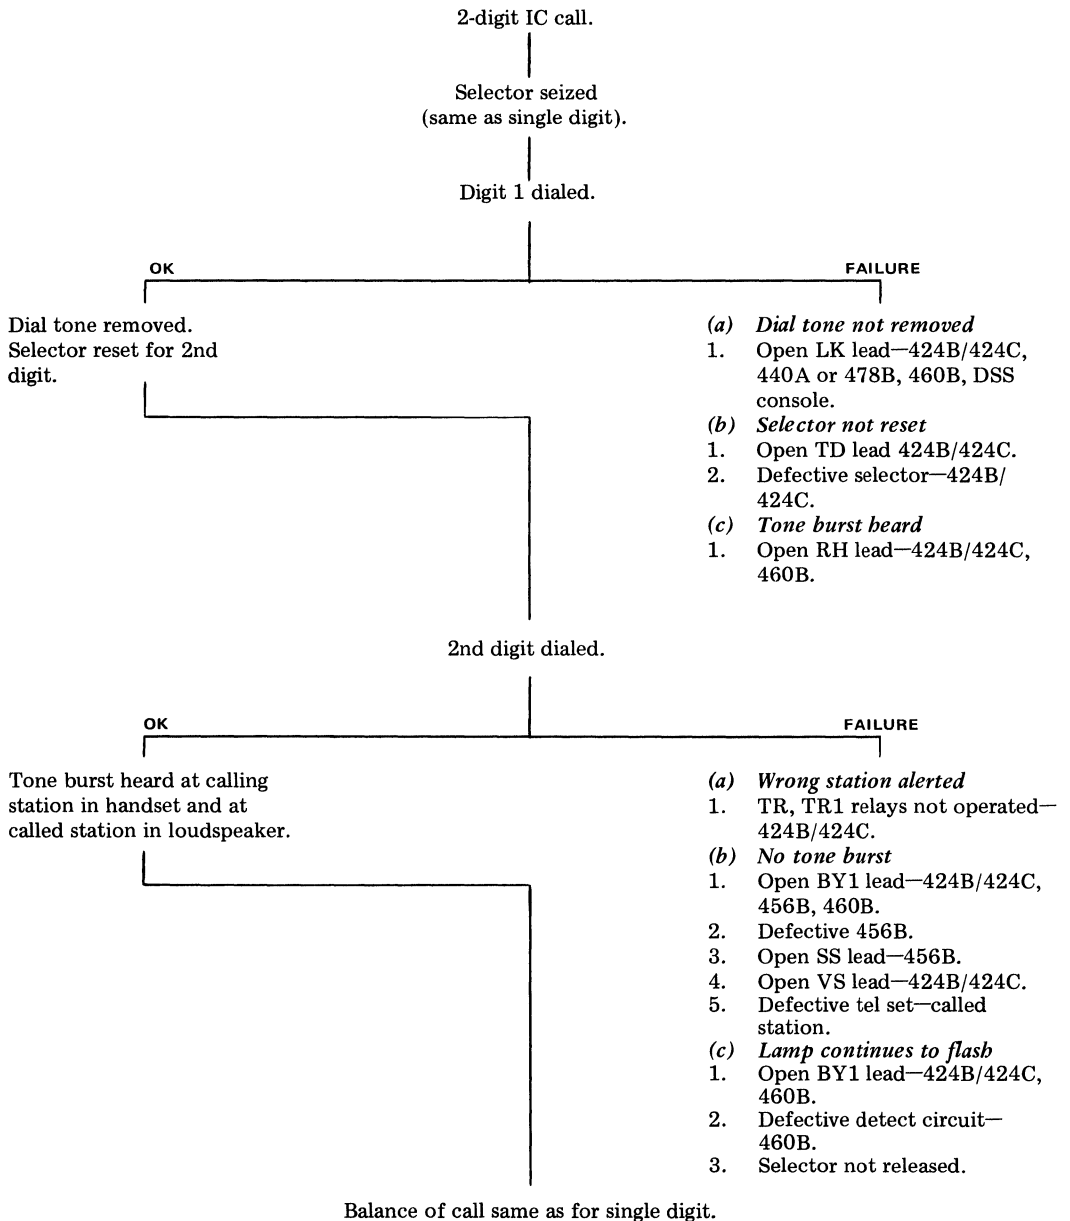 2-digit IC call.
Selector seized
(same as single digit).
Digit 1 dialed.
OK
FAILURE
Dial tone removed.
Selector reset for 2nd
digit.
(a) Dial tone not removed
1. Open LK lead—424B/424C,
440A or 478B, 460B, DSS
console.
(b) Selector not reset
1. Open TD lead 424B/424C.
2. Defective selector—424B/
424C.
(c) Tone burst heard
1. Open RH lead—424B/424C,
460B.
2nd digit dialed.
OK
FAILURE
Tone burst heard at calling
station in handset and at
called station in loudspeaker.
(a) Wrong station alerted
1. TR, TR1 relays not operated—
424B/424C.
(b) No tone burst
1. Open BY1 lead—424B/424C,
456B, 460B.
2. Defective 456B.
3. Open SS lead—456B.
4. Open VS lead—424B/424C.
5. Defective tel set—called
station.
(c) Lamp continues to flash
1. Open BY1 lead—424B/424C,
460B.
2. Defective detect circuit—
460B.
3. Selector not released.
Balance of call same as for single digit.